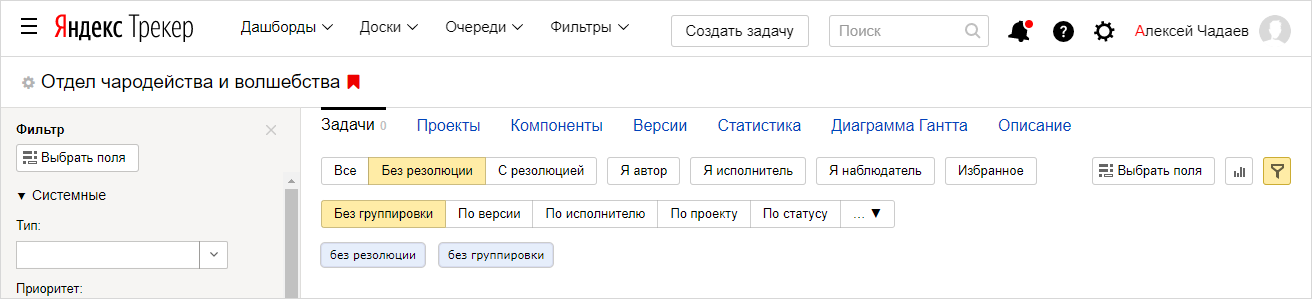 Яндекс Трекер Дашборды Доски Очереди Фильтры Создать задачу Поиск Алексей Чадаев
Отдел чародейства и волшебства
Фильтр
Выбрать поля
Системные
Тип:
Приоритет:
Задачи 0 Проекты Компоненты Версии Статистика Диаграмма Гантта Описание
Все Без резолюции С резолюцией Я автор Я исполнитель Я наблюдатель Избранное Выбрать поля
Без группировки По версии По исполнителю По проекту По статусу ...
без резолюции без группировки